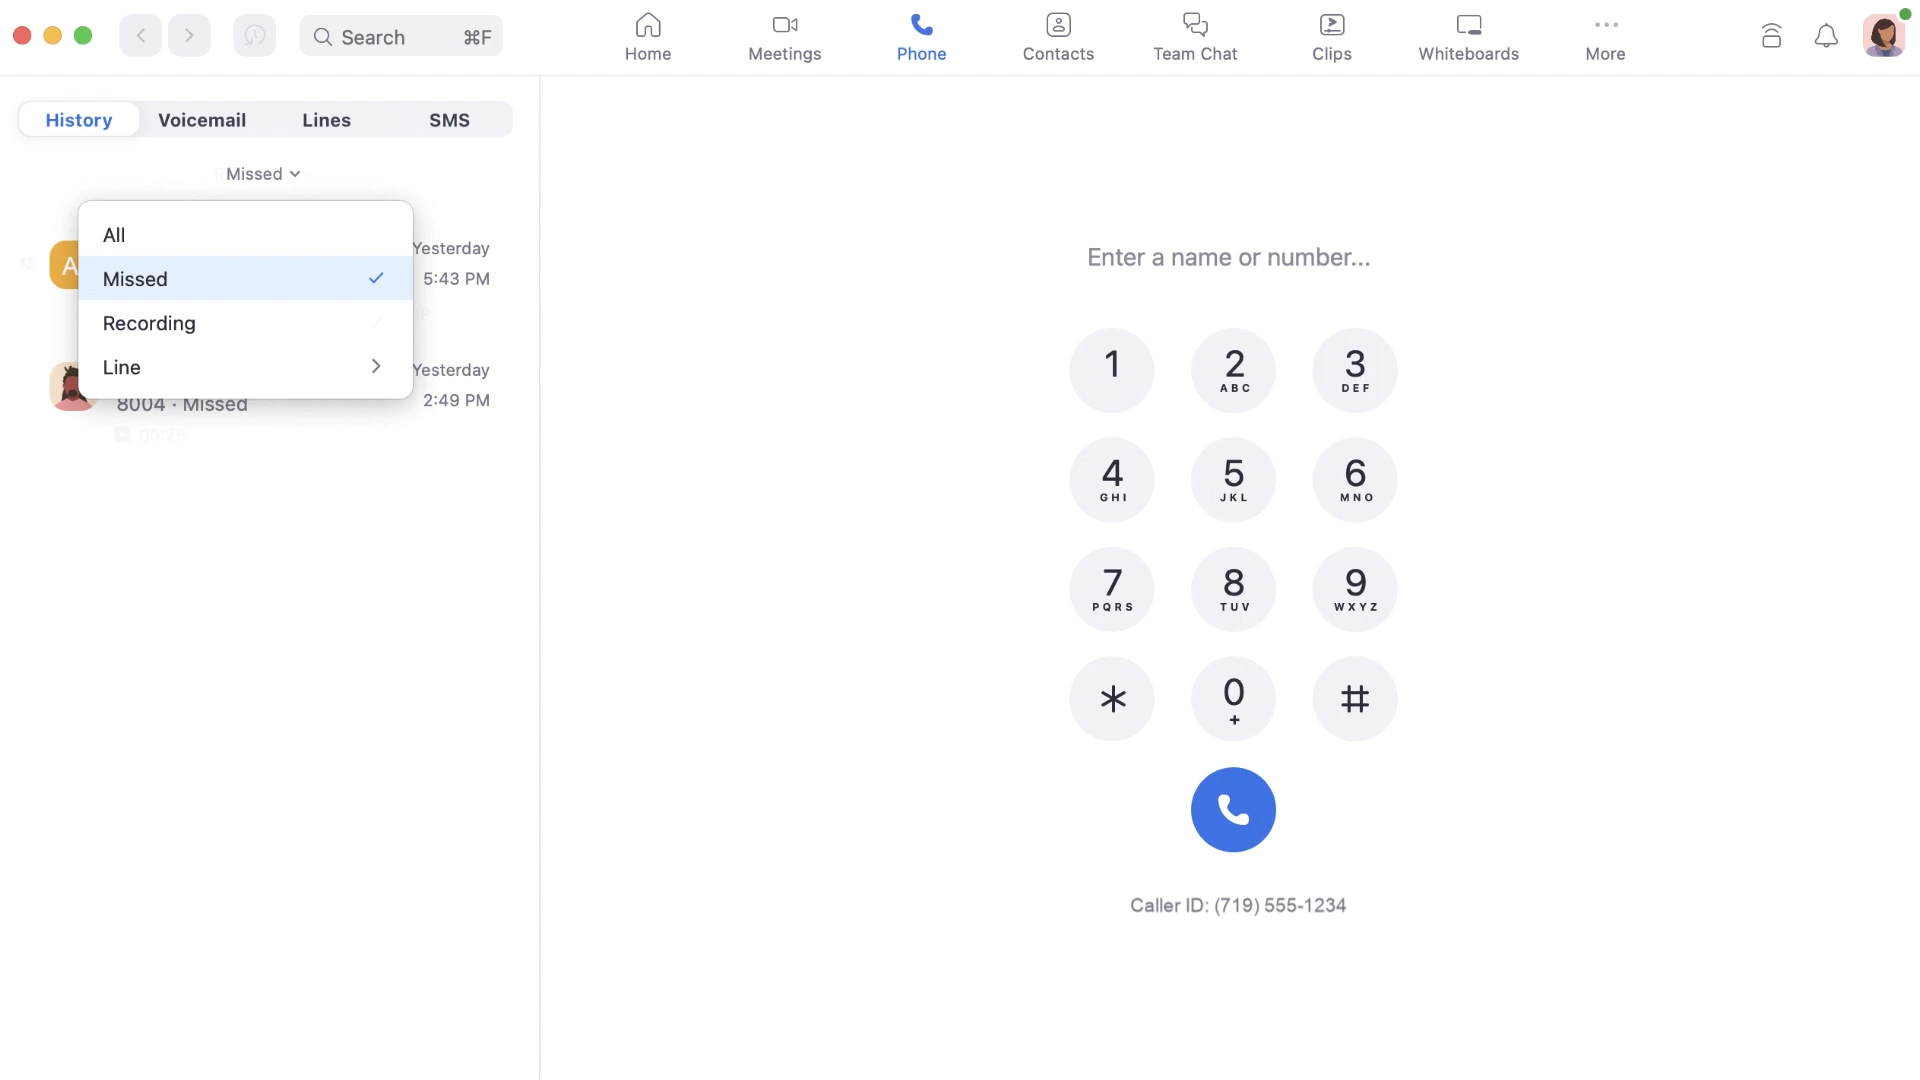 Search ⌘F
Home
Meetings
Phone
Contacts
Team Chat
Clips
Whiteboards
More
History
Voicemail
Lines
SMS
Missed
All
Missed
Recording
Line
A
Yesterday
5:43 PM
Yesterday
8004 · Missed
2:49 PM
00:25
Enter a name or number...
1
2
ABC
3
DEF
4
GHI
5
JKL
6
MNO
7
PQRS
8
TUV
9
WXYZ
*
0
+
#
Caller ID: (719) 555-1234